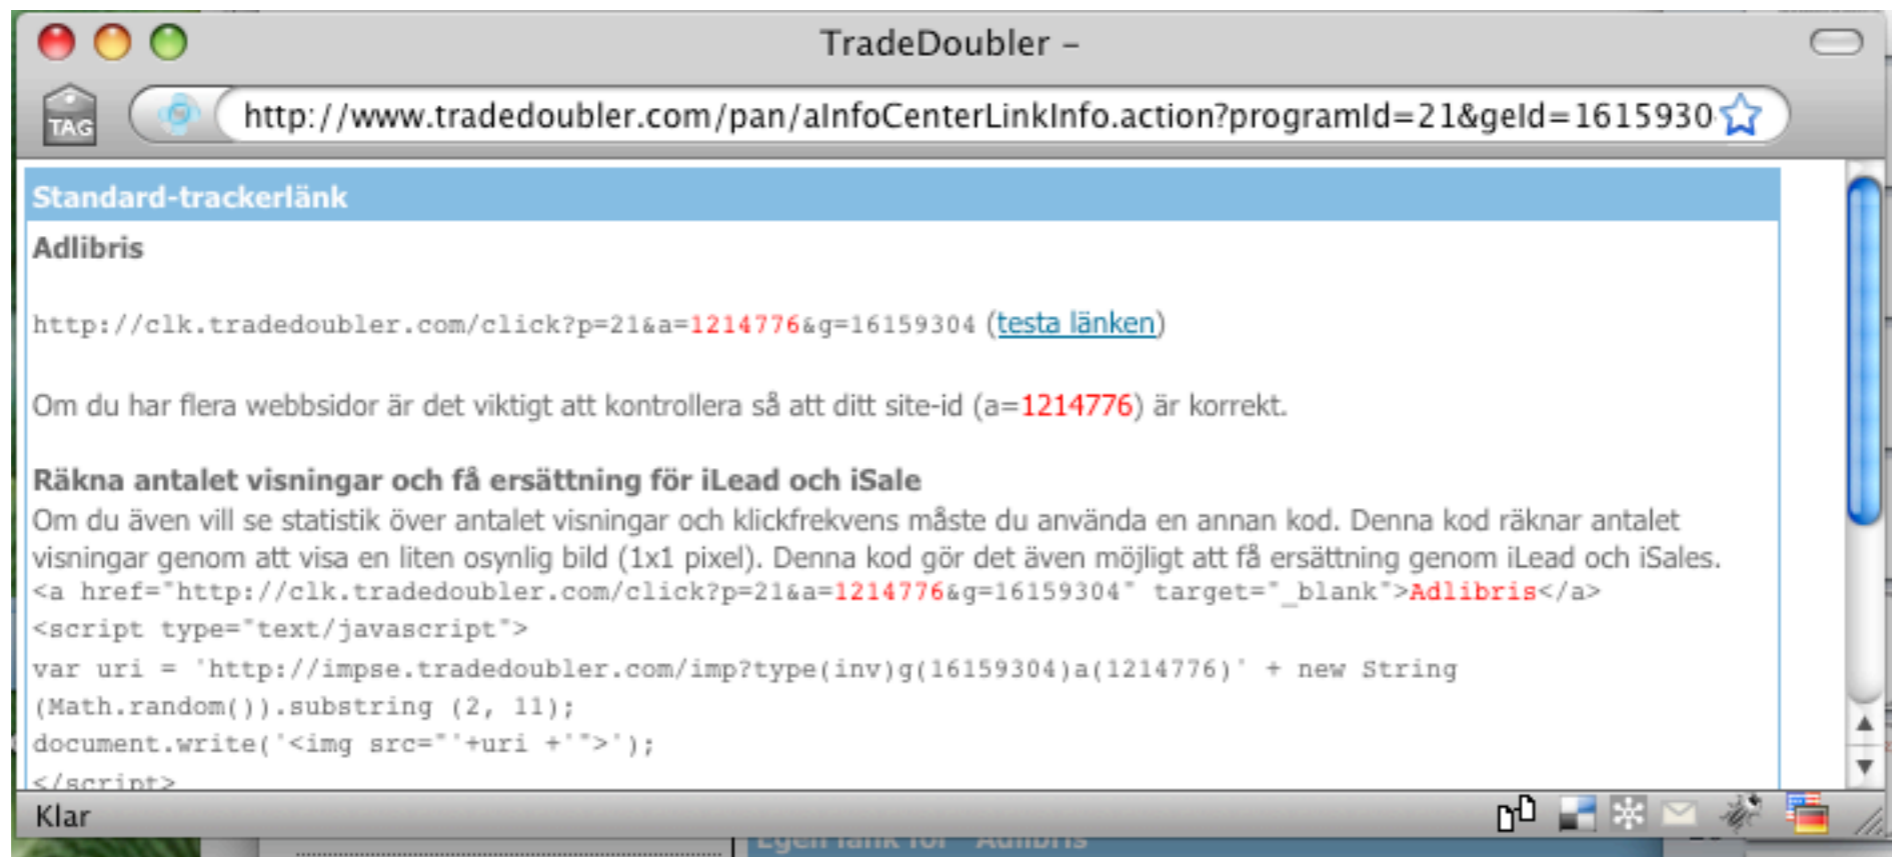 TradeDoubler –
TAG
http://www.tradedoubler.com/pan/aInfoCenterLinkInfo.action?programId=21&geId=1615930
Standard-trackerlänk
Adlibris
http://clk.tradedoubler.com/click?p=21&a=1214776&g=16159304 (testa länken)
Om du har flera webbsidor är det viktigt att kontrollera så att ditt site-id (a=1214776) är korrekt.
Räkna antalet visningar och få ersättning för iLead och iSale
Om du även vill se statistik över antalet visningar och klickfrekvens måste du använda en annan kod. Denna kod räknar antalet
visningar genom att visa en liten osynlig bild (1x1 pixel). Denna kod gör det även möjligt att få ersättning genom iLead och iSales.
<a href="http://clk.tradedoubler.com/click?p=21&a=1214776&g=16159304" target="_blank">Adlibris</a>
<script type="text/javascript">
var uri = 'http://impse.tradedoubler.com/imp?type(inv)g(16159304)a(1214776)' + new String
(Math.random()).substring (2, 11);
document.write('<img src="'+uri +'">');
</script>
Klar
Egen länk för "Adlibris"